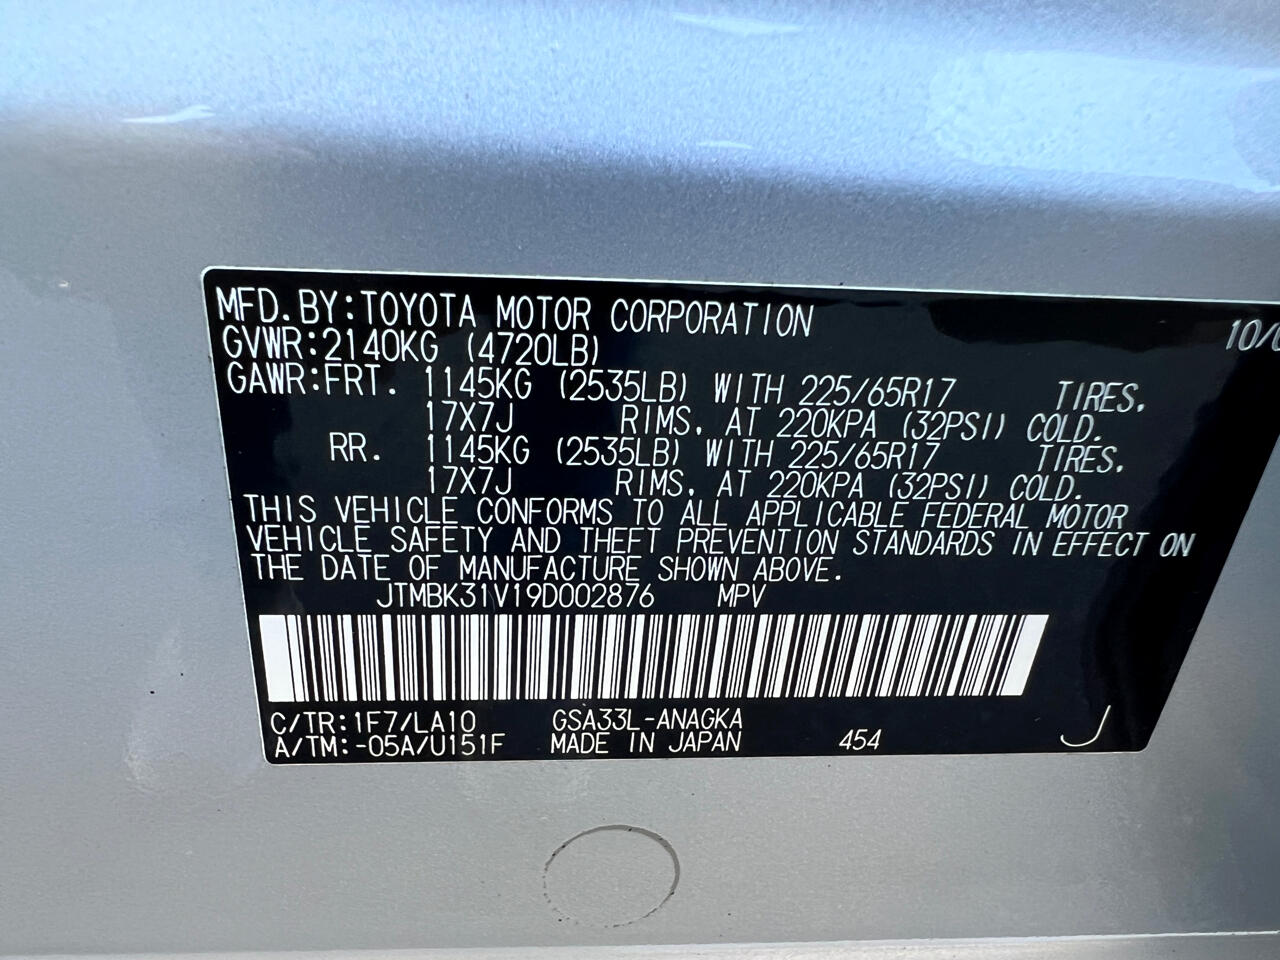 MFD. BY: TOYOTA MOTOR CORPORATION 10/0
GVWR: 2140KG (4720LB)
GAWR: FRT. 1145KG (2535LB) WITH 225/65R17 TIRES,
17X7J RIMS, AT 220KPA (32PSI) COLD.
RR. 1145KG (2535LB) WITH 225/65R17 TIRES,
17X7J RIMS, AT 220KPA (32PSI) COLD.
THIS VEHICLE CONFORMS TO ALL APPLICABLE FEDERAL MOTOR
VEHICLE SAFETY AND THEFT PREVENTION STANDARDS IN EFFECT ON
THE DATE OF MANUFACTURE SHOWN ABOVE.
JTMBK31V19D002876 MPV
C/TR: 1F7/LA10 GSA33L-ANAGKA
A/TM: -05A/U151F MADE IN JAPAN 454 J